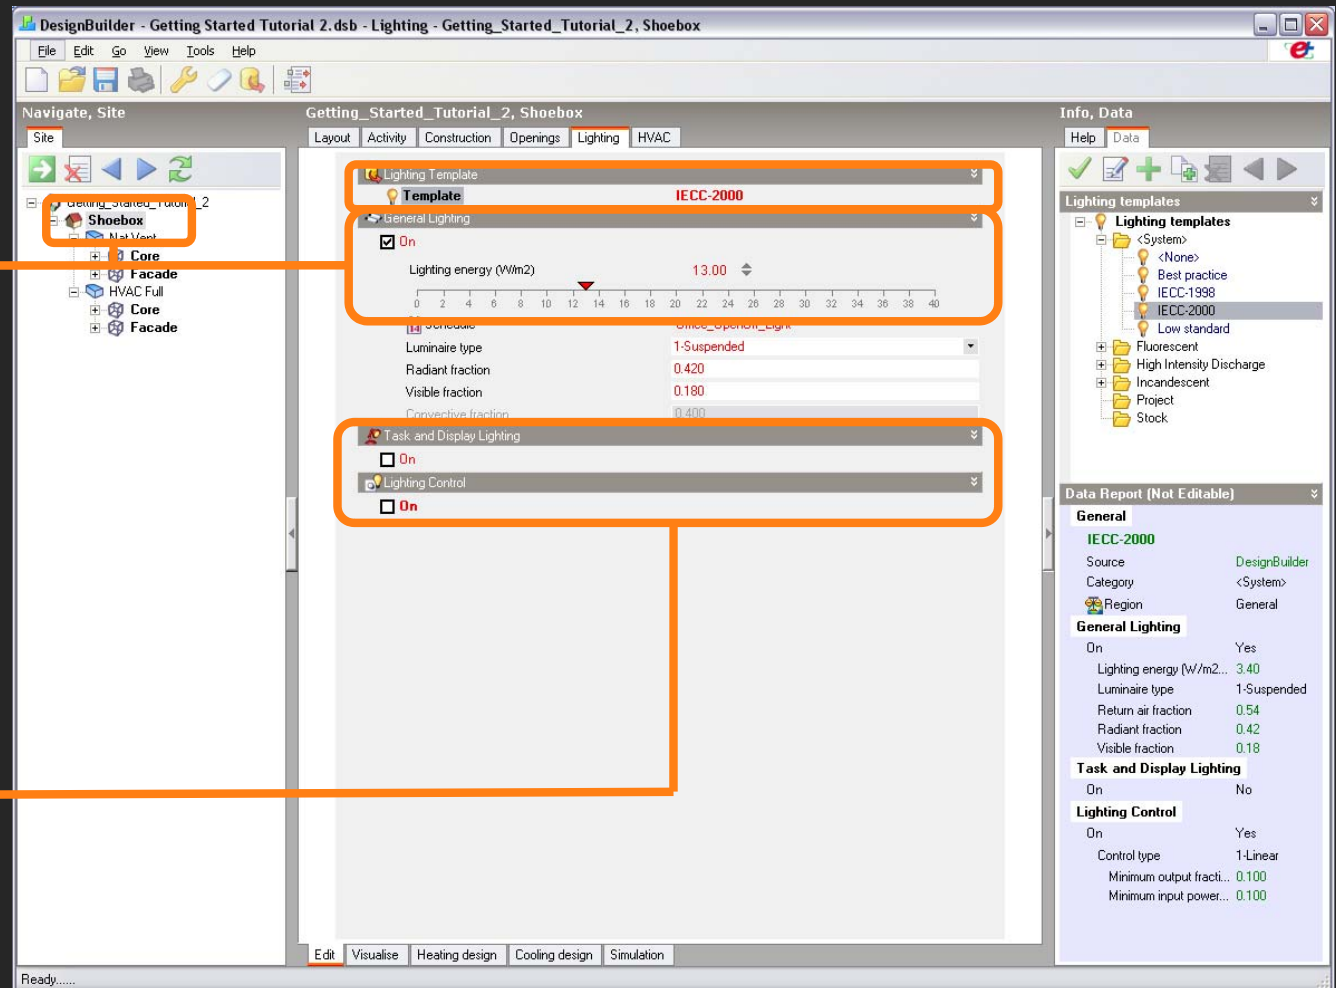 DesignBuilder - Getting Started Tutorial 2.dsb - Lighting - Getting_Started_Tutorial_2, Shoebox
File Edit Go View Tools Help
Navigate, Site
Site
Getting_Started_Tutorial_2
Shoebox
Nat Vent
Core
Facade
HVAC Full
Core
Facade
Getting_Started_Tutorial_2, Shoebox
Layout Activity Construction Openings Lighting HVAC
Lighting Template
Template IECC-2000
General Lighting
On
Lighting energy (W/m2) 13.00
0 2 4 6 8 10 12 14 16 18 20 22 24 26 28 30 32 34 36 38 40
Schedule Office_OpenOff_Light
Luminaire type 1-Suspended
Radiant fraction 0.420
Visible fraction 0.180
Convective fraction 0.400
Task and Display Lighting
On
Lighting Control
On
Edit Visualise Heating design Cooling design Simulation
Info, Data
Help Data
Lighting templates
Lighting templates
<System>
<None>
Best practice
IECC-1998
IECC-2000
Low standard
Fluorescent
High Intensity Discharge
Incandescent
Project
Stock
Data Report (Not Editable)
General
IECC-2000
Source DesignBuilder
Category <System>
Region General
General Lighting
On Yes
Lighting energy (W/m2... 3.40
Luminaire type 1-Suspended
Return air fraction 0.54
Radiant fraction 0.42
Visible fraction 0.18
Task and Display Lighting
On No
Lighting Control
On Yes
Control type 1-Linear
Minimum output fracti... 0.100
Minimum input power... 0.100
Ready......